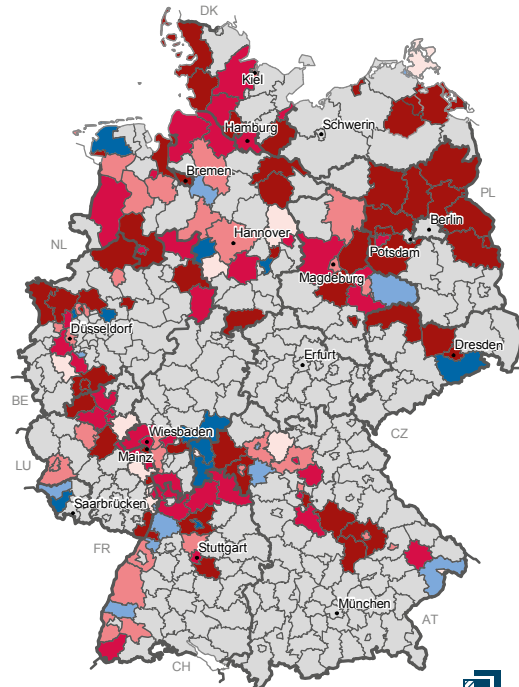 DK
Kiel
Hamburg
Schwerin
Bremen
PL
Berlin
Hannover
NL
Potsdam
Magdeburg
Düsseldorf
Dresden
Erfurt
BE
Wiesbaden
CZ
Mainz
LU
Saarbrücken
FR
Stuttgart
München
AT
CH